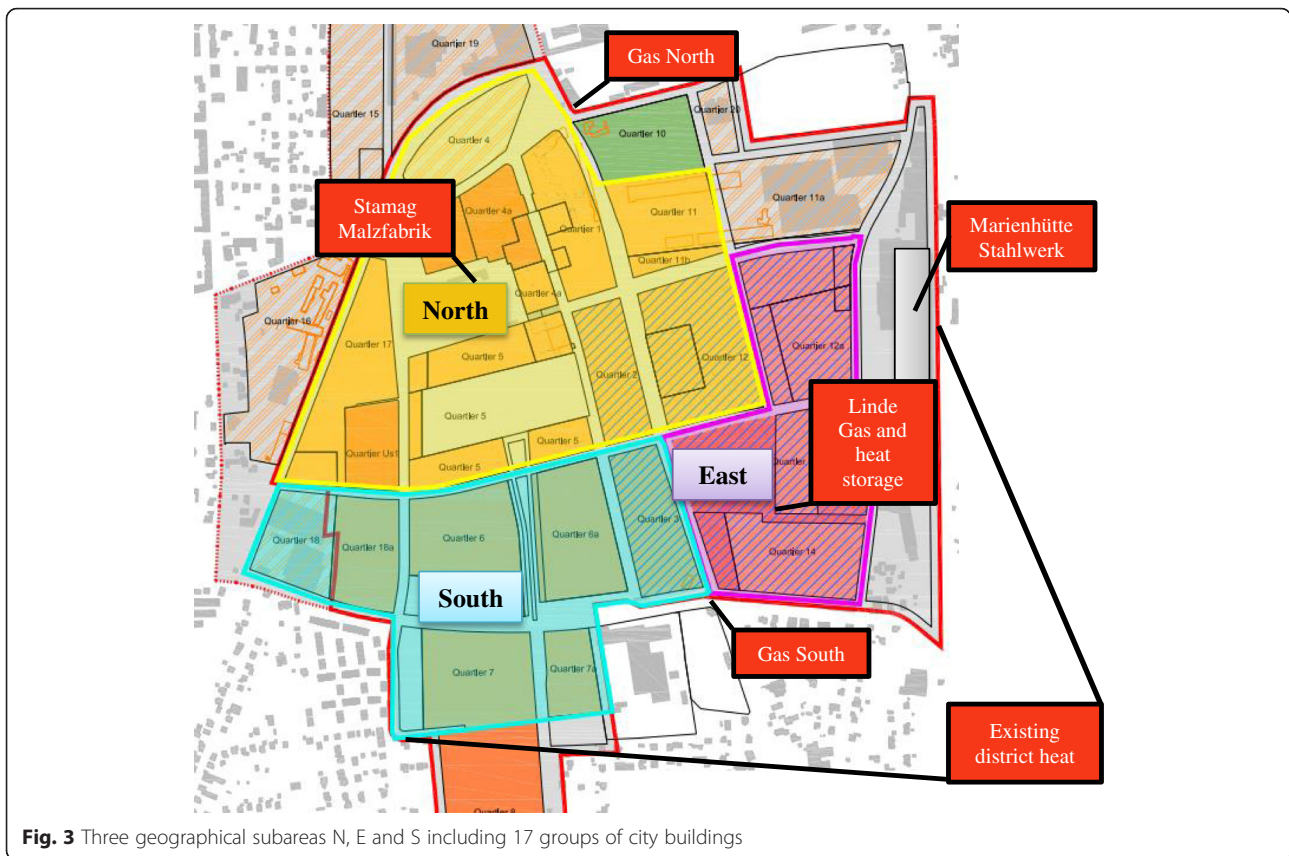 Quartier 19
Gas North
Quartier 15
Quartier 4
Quartier 20
Quartier 10
Stamag
Malzfabrik
Quartier 4a
Quartier 1
Quartier 11
Quartier 11a
Marienhütte
Stahlwerk
Quartier 11b
Quartier 4a
North
Quartier 16
Quartier 17
Quartier 5
Quartier 2
Quartier 12
Quartier 12a
Linde
Gas and
heat
storage
Quartier 5
Quartier Us1
Quartier 5
Quartier 5
East
Quartier
Quartier 18
Quartier 18a
Quartier 6
Quartier 6a
Quartier 3
Quartier 14
South
Gas South
Quartier 7
Quartier 7a
Existing
district heat
Quartier 8
Fig. 3 Three geographical subareas N, E and S including 17 groups of city buildings